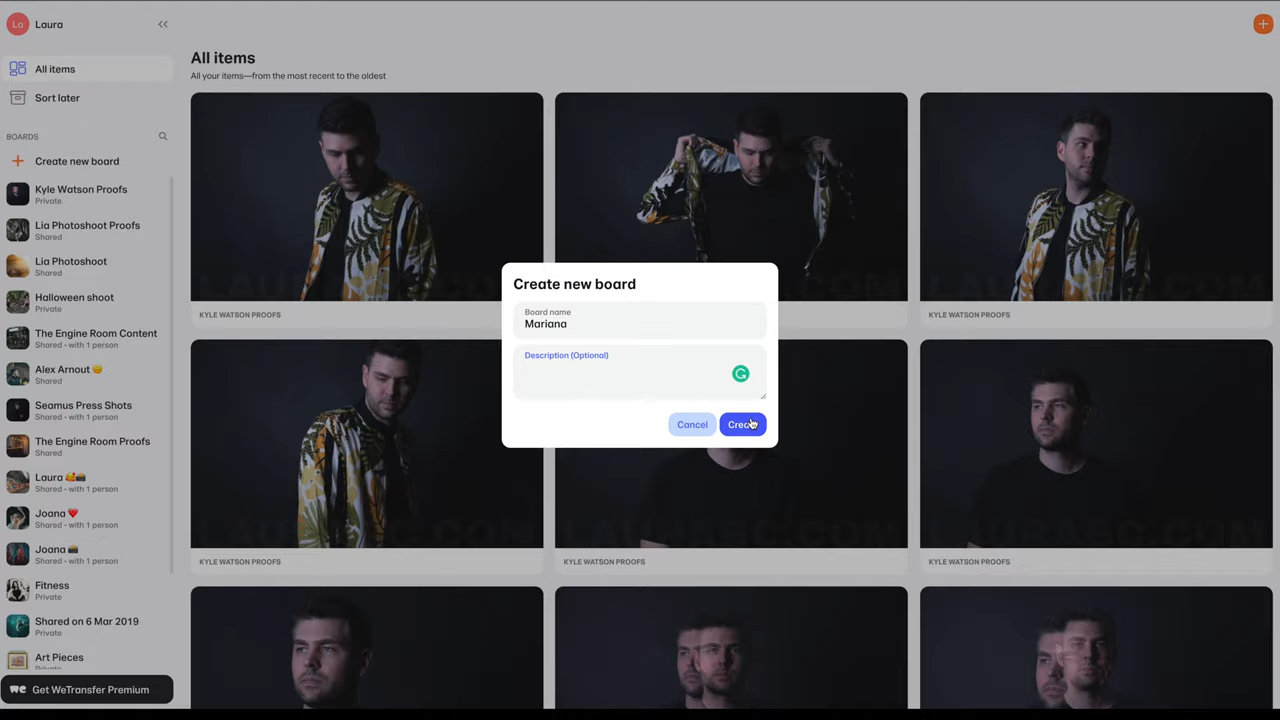 La Laura
All items
Sort later
BOARDS
Create new board
Kyle Watson Proofs
Private
Lia Photoshoot Proofs
Shared
Lia Photoshoot
Shared
Halloween shoot
Private
The Engine Room Content
Shared - with 1 person
Alex Arnout 😊
Shared
Seamus Press Shots
Shared - with 1 person
The Engine Room Proofs
Shared - with 1 person
Laura 🥰📸
Shared - with 1 person
Joana ❤️
Shared - with 1 person
Joana 📸
Shared - with 1 person
Fitness
Private
Shared on 6 Mar 2019
Private
Art Pieces
Private
we Get WeTransfer Premium
All items
All your items—from the most recent to the oldest
KYLE WATSON PROOFS
KYLE WATSON PROOFS
KYLE WATSON PROOFS
KYLE WATSON PROOFS
KYLE WATSON PROOFS
Create new board
Board name
Mariana
Description (Optional)
Cancel
Create